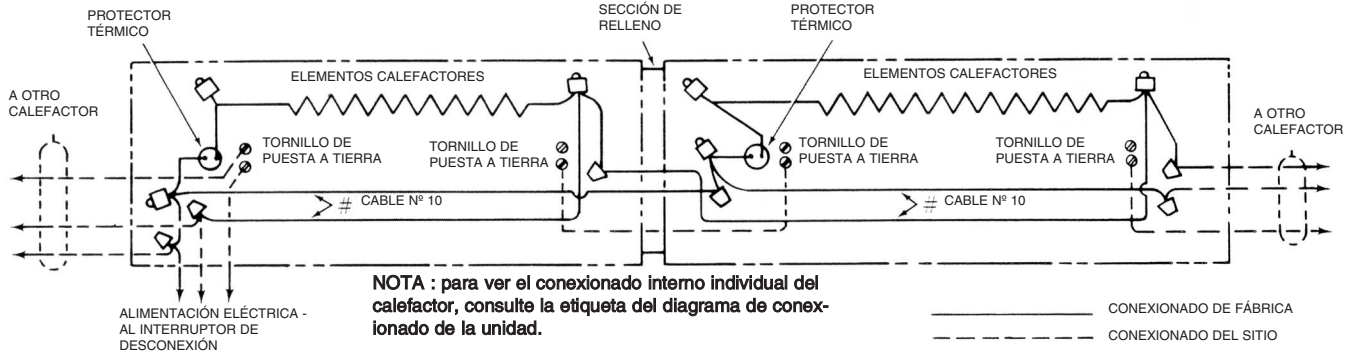 PROTECTOR
TÉRMICO
SECCIÓN DE
RELLENO
PROTECTOR
TÉRMICO
ELEMENTOS CALEFACTORES
ELEMENTOS CALEFACTORES
A OTRO
CALEFACTOR
A OTRO
CALEFACTOR
TORNILLO DE
PUESTA A TIERRA
TORNILLO DE
PUESTA A TIERRA
TORNILLO DE
PUESTA A TIERRA
TORNILLO DE
PUESTA A TIERRA
# CABLE Nº 10
# CABLE Nº 10
ALIMENTACIÓN ELÉCTRICA -
AL INTERRUPTOR DE
DESCONEXIÓN
NOTA : para ver el conexionado interno individual del
calefactor, consulte la etiqueta del diagrama de conex-
ionado de la unidad.
CONEXIONADO DE FÁBRICA
CONEXIONADO DEL SITIO